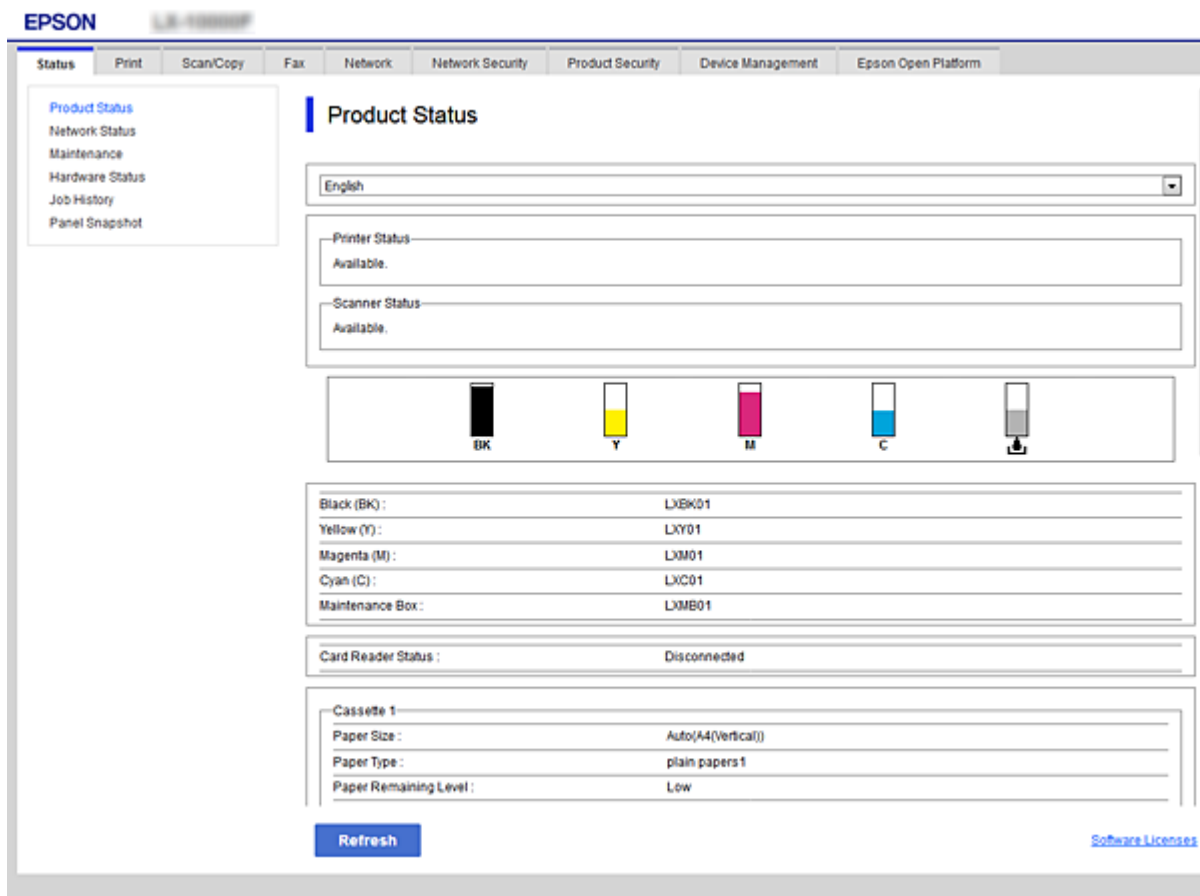 EPSON
Status Print Scan/Copy Fax Network Network Security Product Security Device Management Epson Open Platform
Product Status
Network Status
Maintenance
Hardware Status
Job History
Panel Snapshot
Product Status
English
Printer Status
Available.
Scanner Status
Available.
BK Y M C
Black (BK) : LXBK01
Yellow (Y) : LXY01
Magenta (M) : LXM01
Cyan (C) : LXC01
Maintenance Box : LXMB01
Card Reader Status : Disconnected
Cassette 1
Paper Size : Auto(A4(Vertical))
Paper Type : plain papers1
Paper Remaining Level : Low
Refresh
Software Licenses